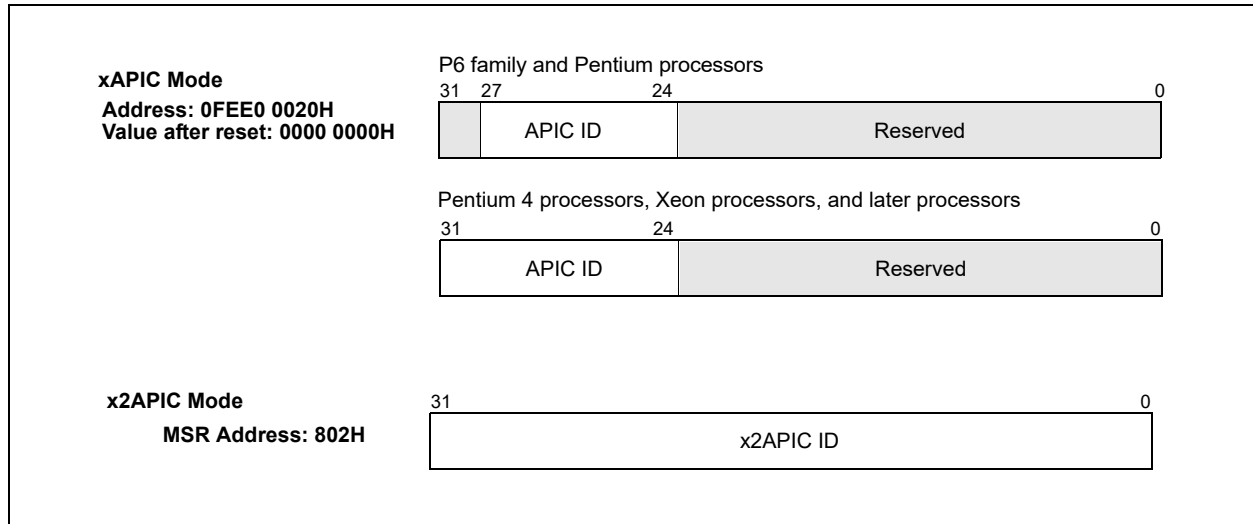 P6 family and Pentium processors
xAPIC Mode
31 27 24 0
Address: 0FEE0 0020H
Value after reset: 0000 0000H
APIC ID Reserved
Pentium 4 processors, Xeon processors, and later processors
31 24 0
APIC ID Reserved
x2APIC Mode
31 0
MSR Address: 802H
x2APIC ID